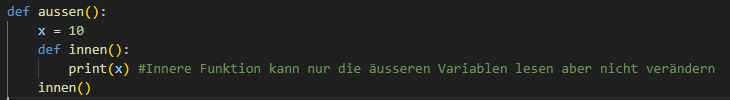 def aussen():
    x = 10
    def innen():
        print(x) #Innere Funktion kann nur die äusseren Variablen lesen aber nicht verändern
    innen()